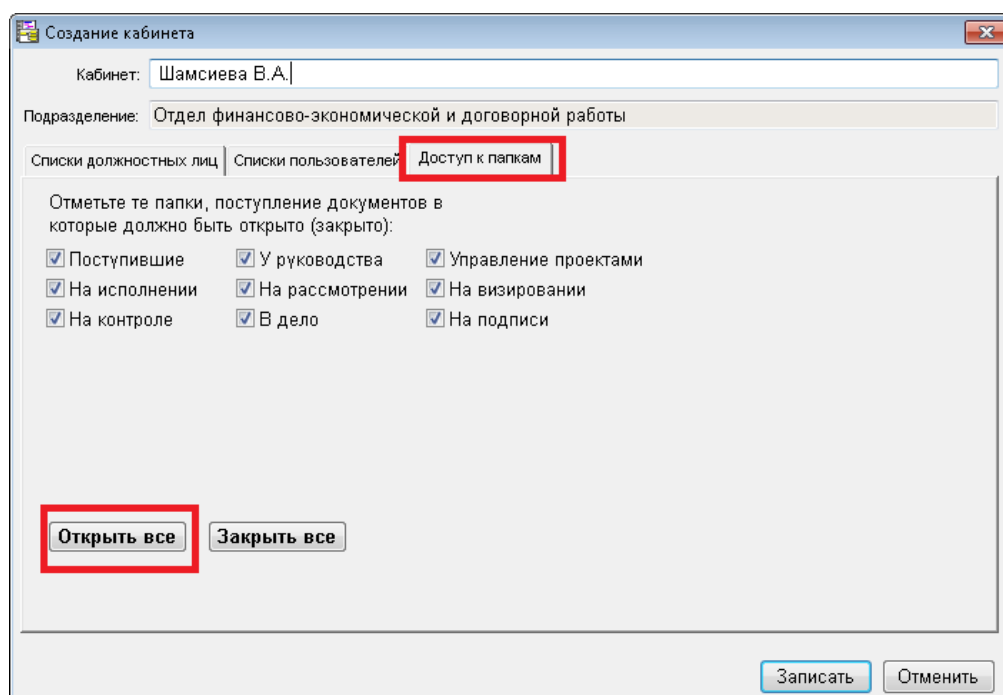 Создание кабинета
Кабинет: Шамсиева В.А.
Подразделение: Отдел финансово-экономической и договорной работы
Списки должностных лиц Списки пользователей Доступ к папкам
Отметьте те папки, поступление документов в
которые должно быть открыто (закрыто):
Поступившие У руководства Управление проектами
На исполнении На рассмотрении На визировании
На контроле В дело На подписи
Открыть все Закрыть все
Записать Отменить